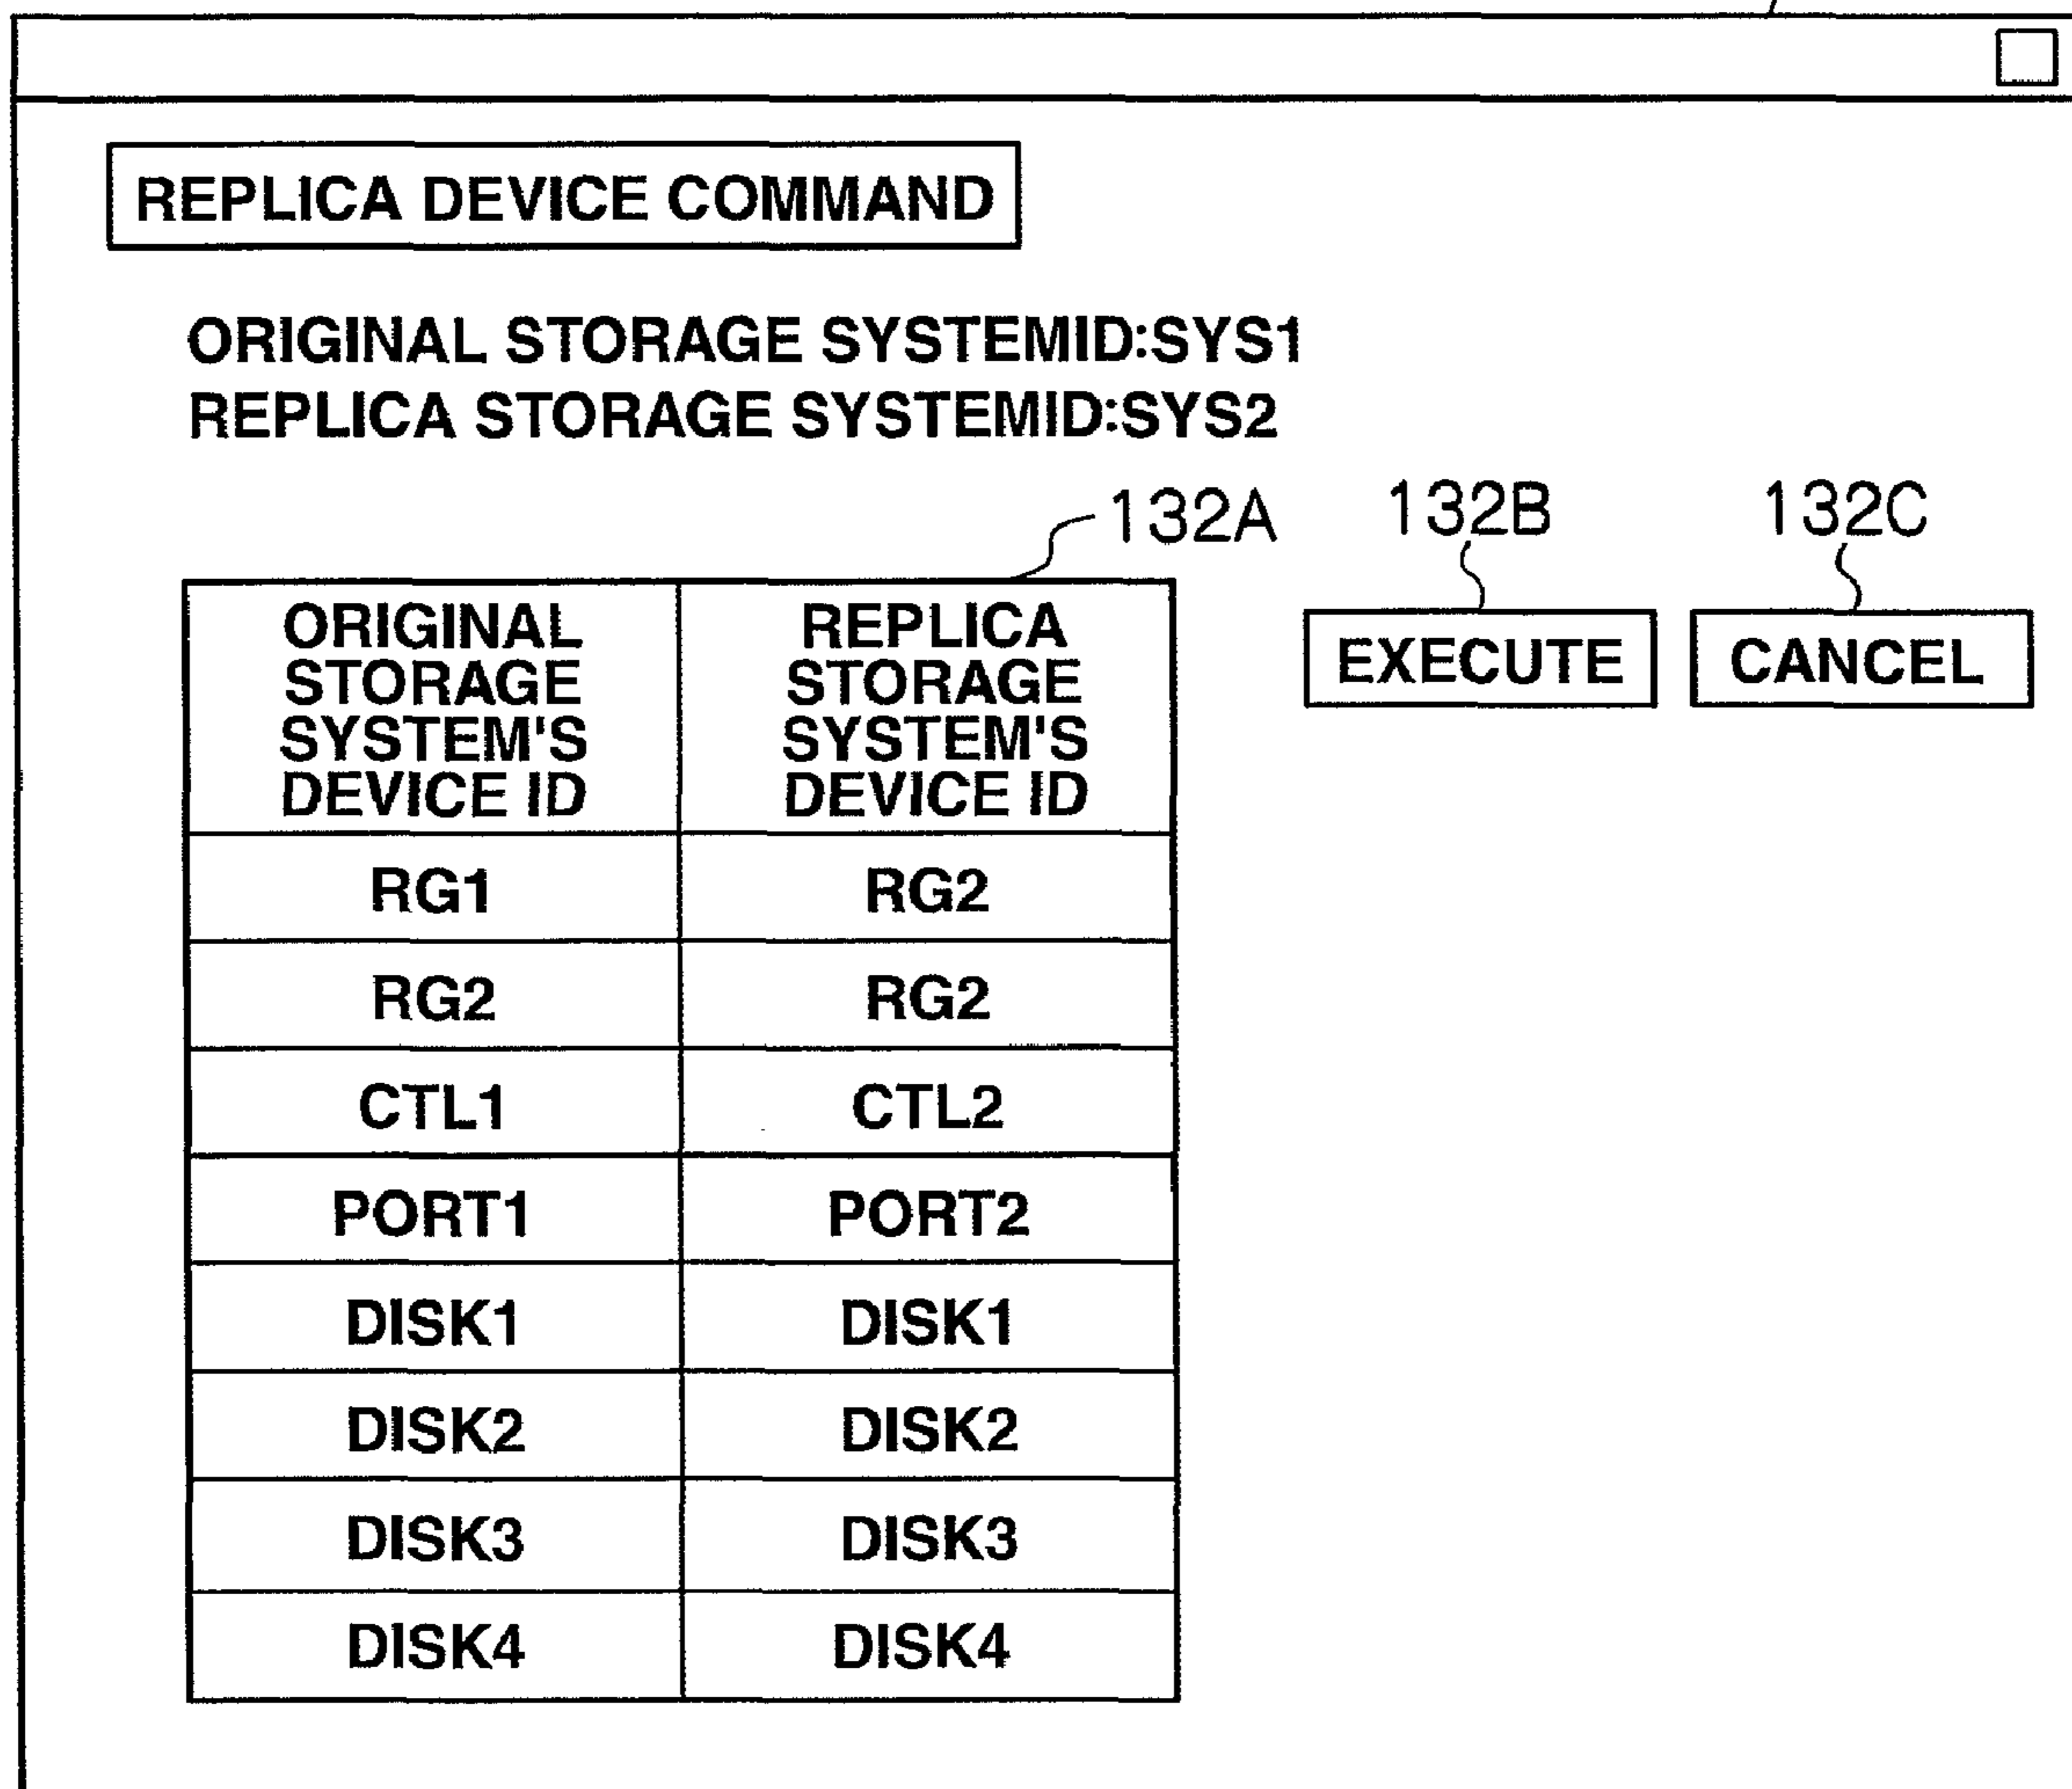 REPLICA DEVICE COMMAND
ORIGINAL STORAGE SYSTEMID:SYS1
REPLICA STORAGE SYSTEMID:SYS2
132A 132B 132C
EXECUTE CANCEL
ORIGINAL STORAGE SYSTEM'S DEVICE ID REPLICA STORAGE SYSTEM'S DEVICE ID
RG1 RG2
RG2 RG2
CTL1 CTL2
PORT1 PORT2
DISK1 DISK1
DISK2 DISK2
DISK3 DISK3
DISK4 DISK4